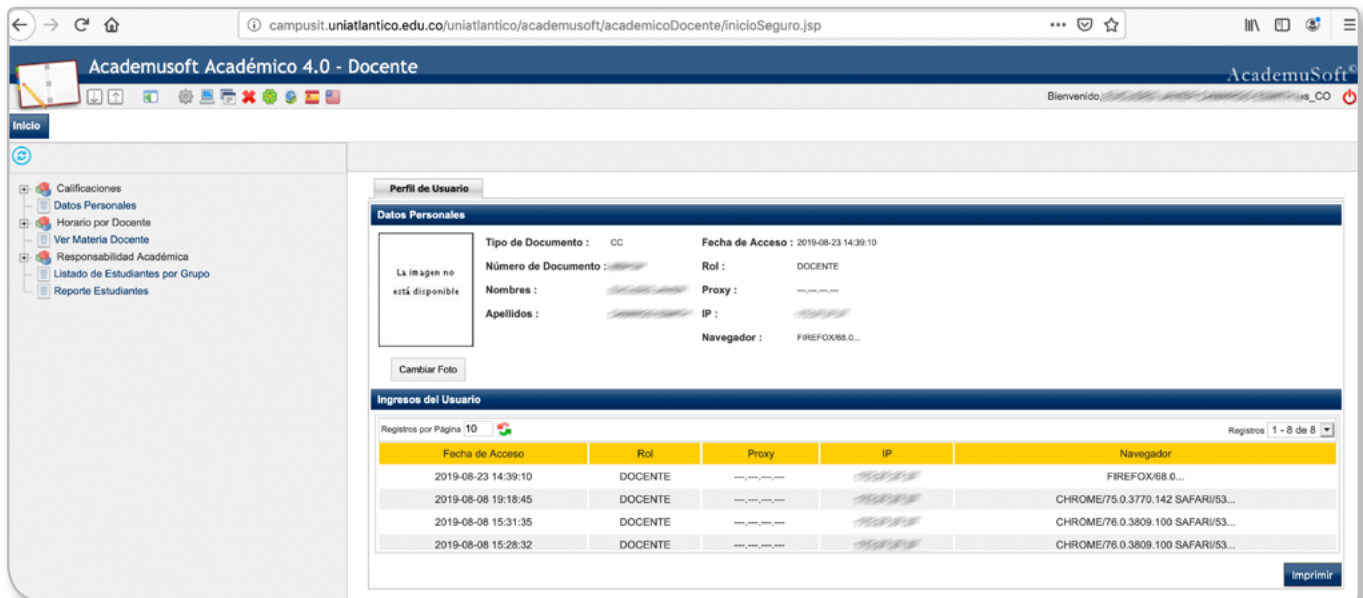 campusit.uniatlantico.edu.co/uniatlantico/academusoft/academicoDocente/inicioSeguro.jsp
Academusoft Académico 4.0 - Docente
AcademuSoft©
Bienvenido, as_CO
Inicio
Calificaciones
Datos Personales
Horario por Docente
Ver Materia Docente
Responsabilidad Académica
Listado de Estudiantes por Grupo
Reporte Estudiantes
Perfil de Usuario
Datos Personales
La imagen no
está disponible
Tipo de Documento : CC Fecha de Acceso : 2019-08-23 14:39:10
Número de Documento : Rol : DOCENTE
Nombres : Proxy : ---.---.---.---
Apellidos : IP :
Navegador : FIREFOX/68.0...
Cambiar Foto
Ingresos del Usuario
Registros por Página 10 Registros 1 - 8 de 8
Fecha de Acceso Rol Proxy IP Navegador
2019-08-23 14:39:10 DOCENTE ---.---.---.--- FIREFOX/68.0...
2019-08-08 19:18:45 DOCENTE ---.---.---.--- CHROME/75.0.3770.142 SAFARI/53...
2019-08-08 15:31:35 DOCENTE ---.---.---.--- CHROME/76.0.3809.100 SAFARI/53...
2019-08-08 15:28:32 DOCENTE ---.---.---.--- CHROME/76.0.3809.100 SAFARI/53...
Imprimir